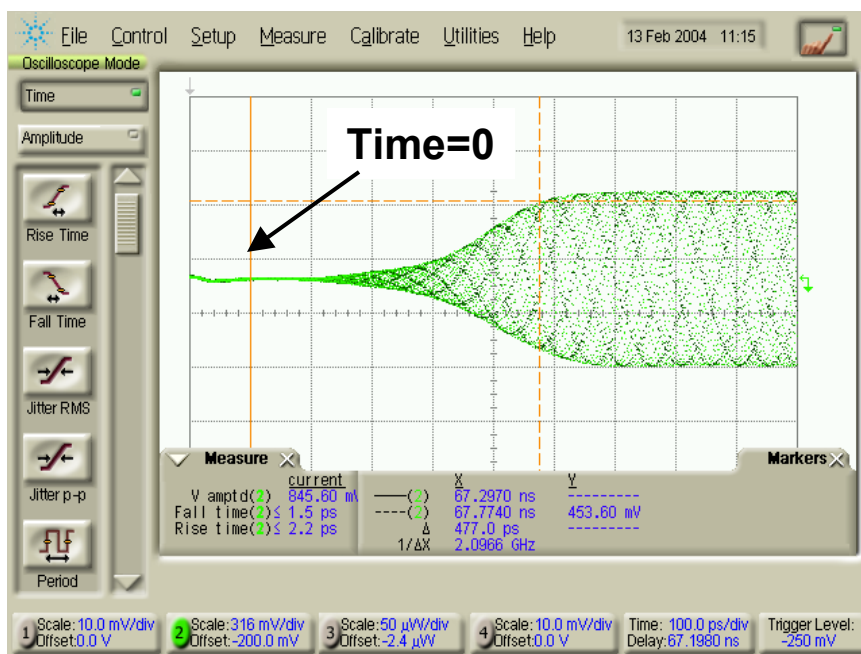 File Control Setup Measure Calibrate Utilities Help 13 Feb 2004 11:15
Oscilloscope Mode
Time
Amplitude
Time=0
Rise Time
Fall Time
Jitter RMS
Jitter p-p
Period
Measure
current
V amptd(2) 845.60 mV
Fall time(2)≤ 1.5 ps
Rise time(2)≤ 2.2 ps
Markers
X Y
——(2) 67.2970 ns ---------
----(2) 67.7740 ns 453.60 mV
Δ 477.0 ps ---------
1/ΔX 2.0966 GHz
1 Scale:10.0 mV/div
Offset:0.0 V
2 Scale:316 mV/div
Offset:-200.0 mV
3 Scale:50 µW/div
Offset:-2.4 µW
4 Scale:10.0 mV/div
Offset:0.0 V
Time: 100.0 ps/div
Delay:67.1980 ns
Trigger Level:
-250 mV